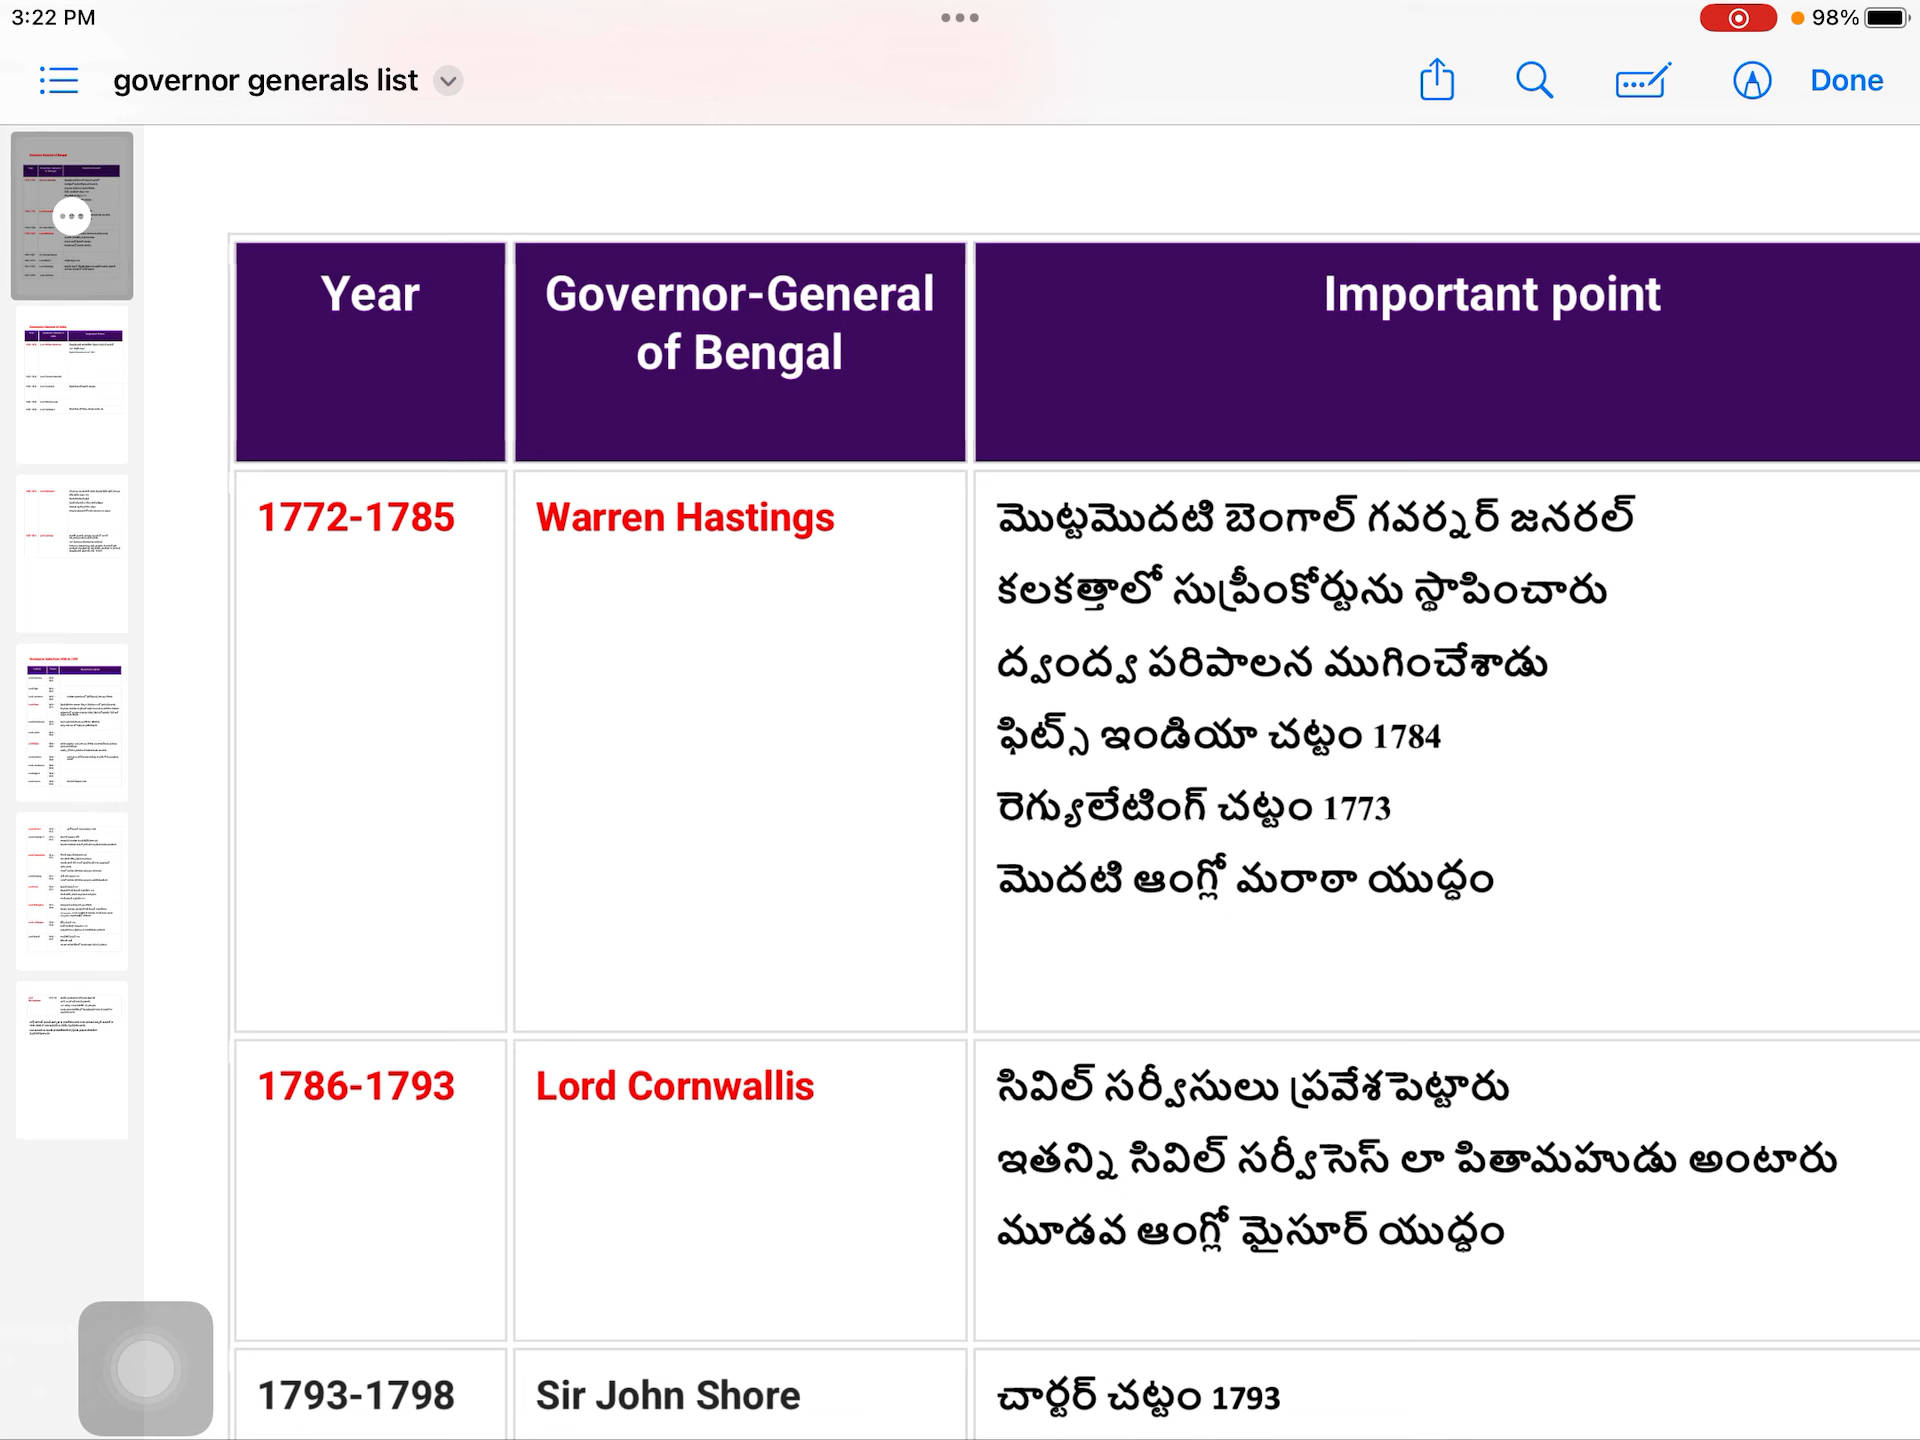 3:22 PM
98%
governor generals list
Done
Year
Governor-General
of Bengal
Important point
1772-1785
Warren Hastings
మొట్టమొదటి బెంగాల్ గవర్నర్ జనరల్
కలకత్తాలో సుప్రీంకోర్టును స్థాపించారు
ద్వంద్వ పరిపాలన ముగించేశాడు
ఫిట్స్ ఇండియా చట్టం 1784
రెగ్యులేటింగ్ చట్టం 1773
మొదటి ఆంగ్లో మరాఠా యుద్ధం
1786-1793
Lord Cornwallis
సివిల్ సర్వీసులు ప్రవేశపెట్టారు
ఇతన్ని సివిల్ సర్వీసెస్ లా పితామహుడు అంటారు
మూడవ ఆంగ్లో మైసూర్ యుద్ధం
1793-1798
Sir John Shore
చార్టర్ చట్టం 1793